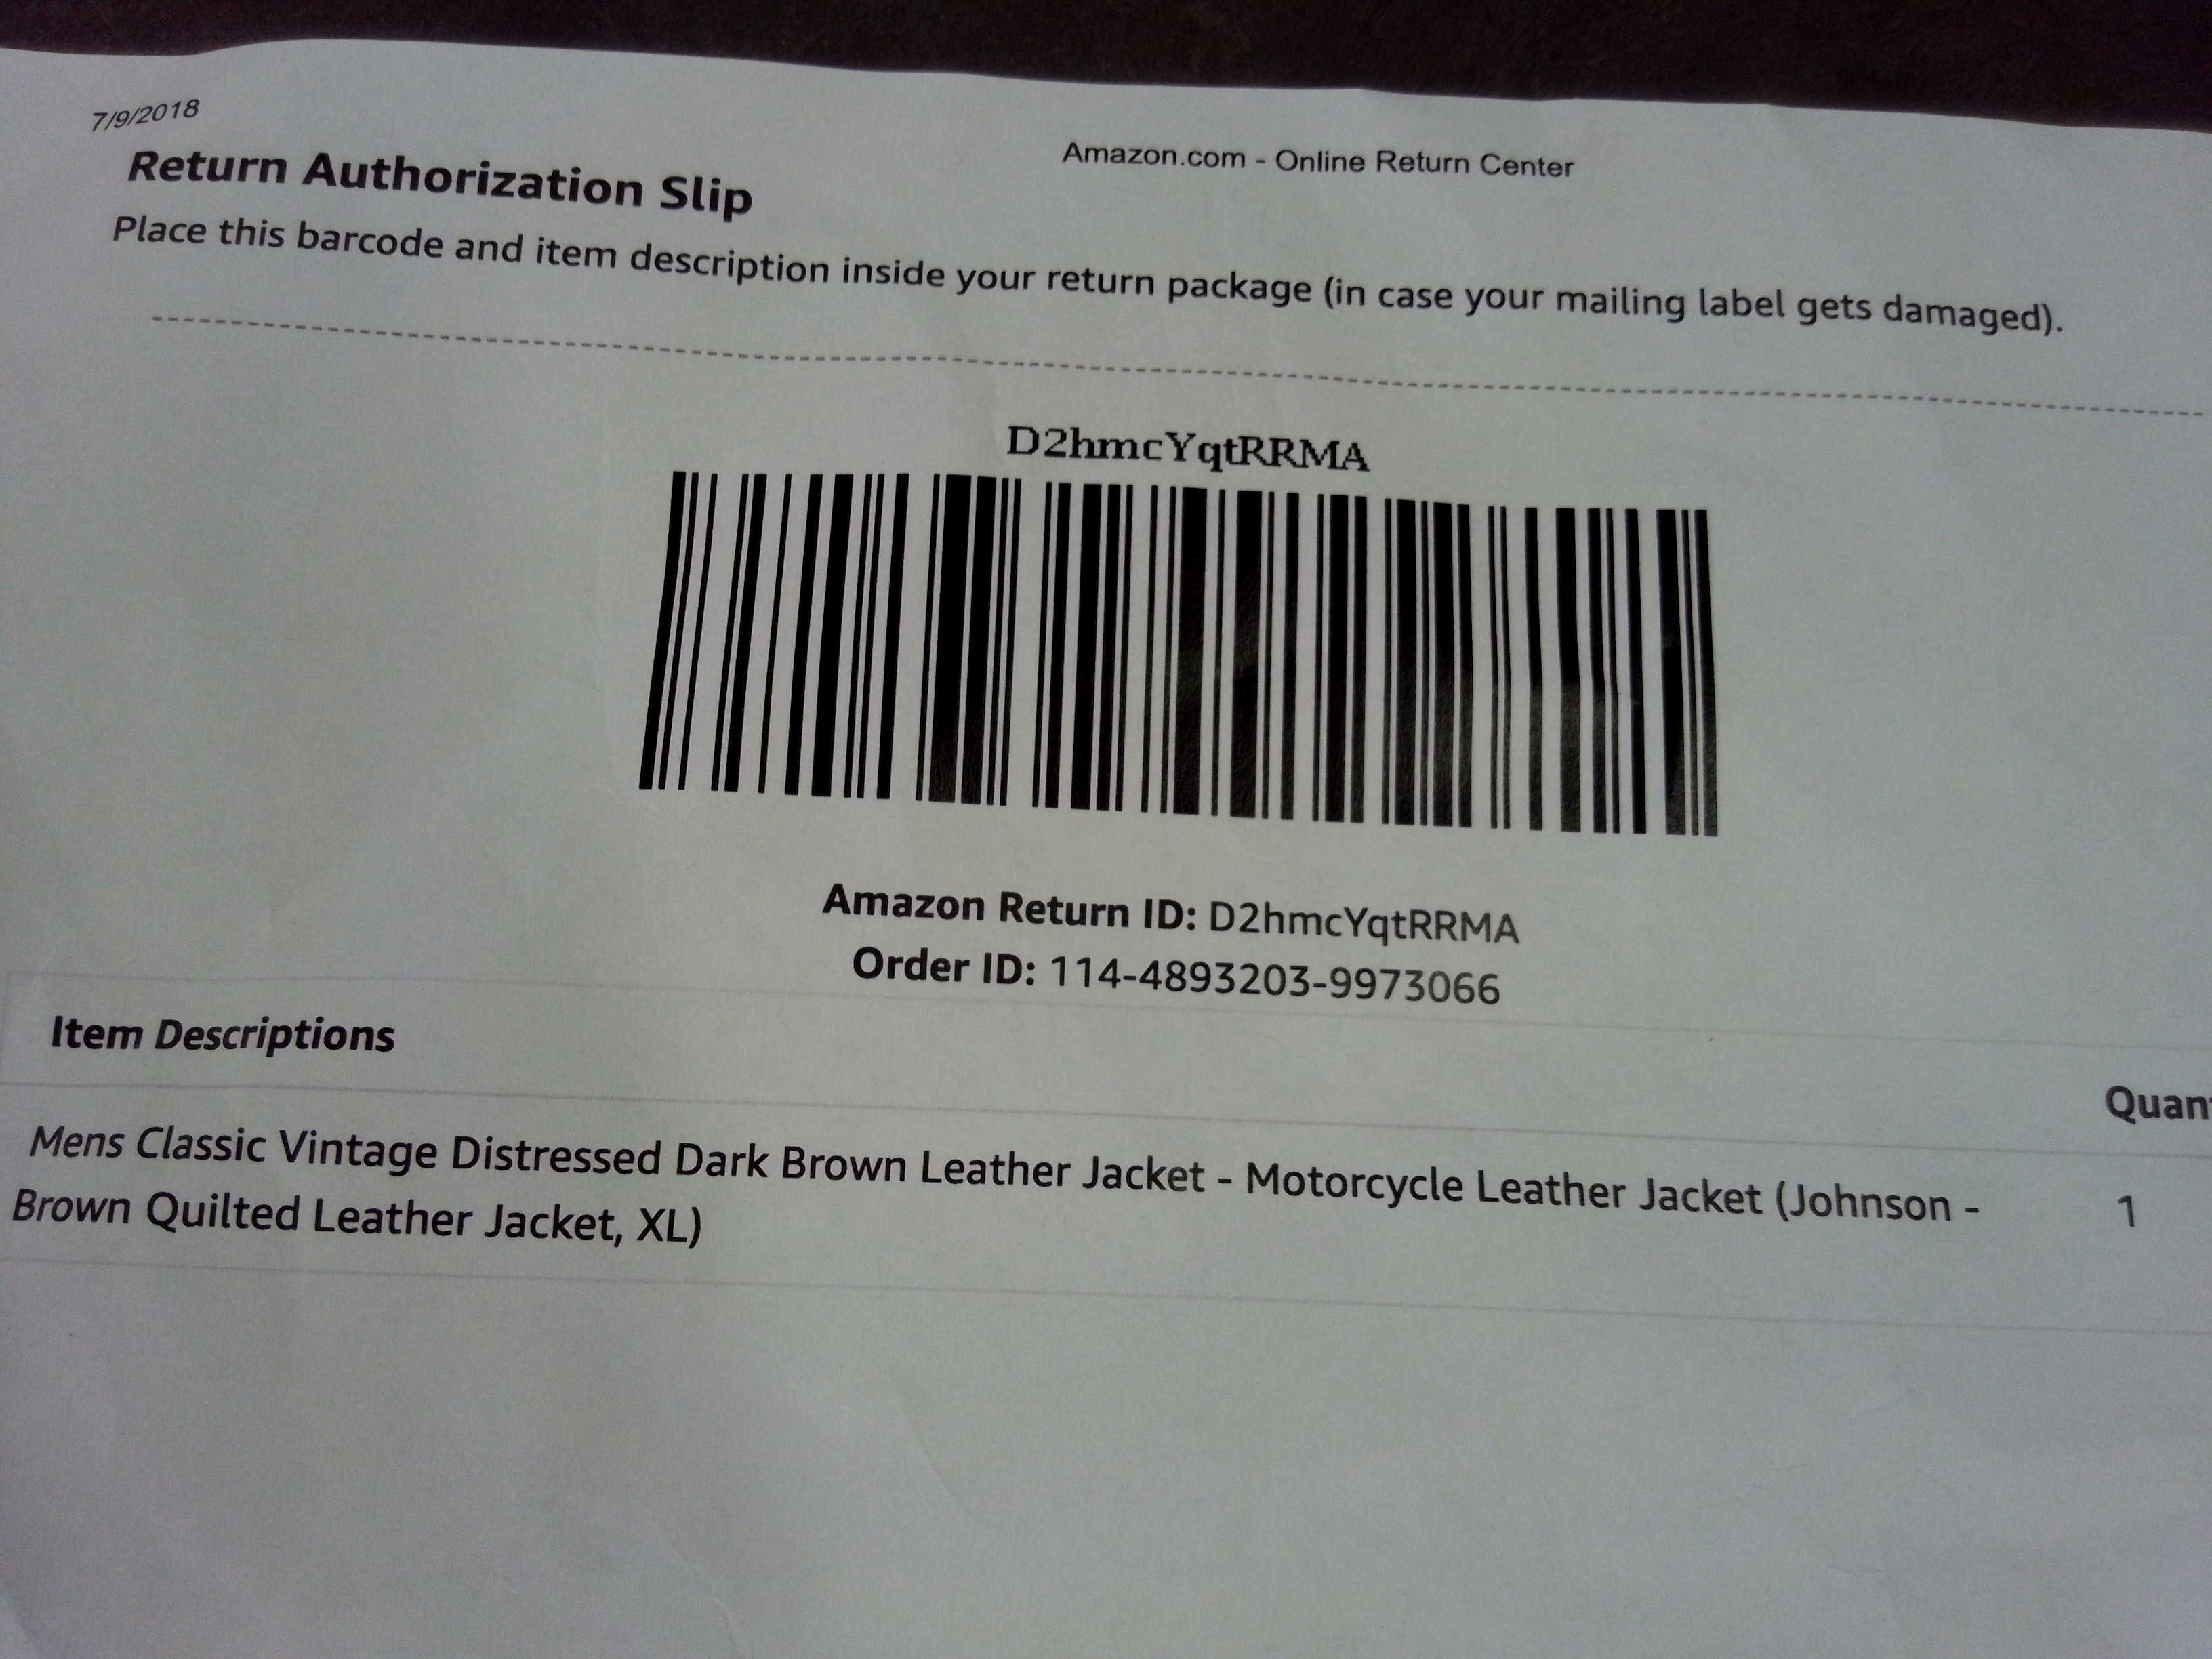 7/9/2018
Amazon.com - Online Return Center
Return Authorization Slip
Place this barcode and item description inside your return package (in case your mailing label gets damaged).
D2hmcYqtRRMA
Amazon Return ID: D2hmcYqtRRMA
Order ID: 114-4893203-9973066
Item Descriptions
Quan
Mens Classic Vintage Distressed Dark Brown Leather Jacket - Motorcycle Leather Jacket (Johnson -
Brown Quilted Leather Jacket, XL)
1